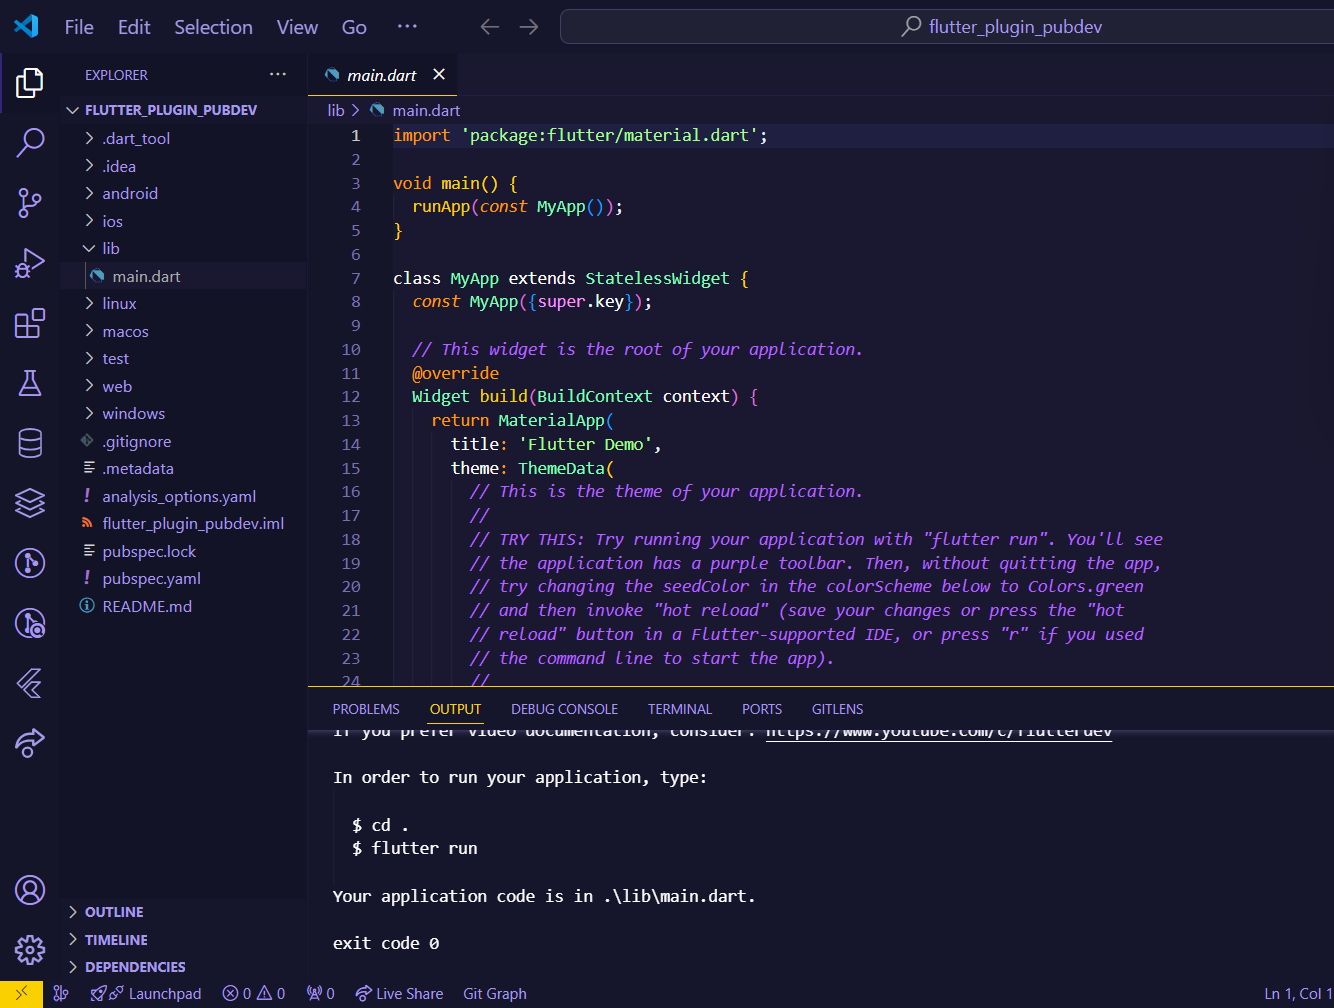 File Edit Selection View Go ··· flutter_plugin_pubdev
EXPLORER
FLUTTER_PLUGIN_PUBDEV
.dart_tool
.idea
android
ios
lib
main.dart
linux
macos
test
web
windows
.gitignore
.metadata
analysis_options.yaml
flutter_plugin_pubdev.iml
pubspec.lock
pubspec.yaml
README.md
OUTLINE
TIMELINE
DEPENDENCIES
main.dart
lib > main.dart
1 import 'package:flutter/material.dart';
2
3 void main() {
4   runApp(const MyApp());
5 }
6
7 class MyApp extends StatelessWidget {
8   const MyApp({super.key});
9
10   // This widget is the root of your application.
11   @override
12   Widget build(BuildContext context) {
13     return MaterialApp(
14       title: 'Flutter Demo',
15       theme: ThemeData(
16         // This is the theme of your application.
17         //
18         // TRY THIS: Try running your application with "flutter run". You'll see
19         // the application has a purple toolbar. Then, without quitting the app,
20         // try changing the seedColor in the colorScheme below to Colors.green
21         // and then invoke "hot reload" (save your changes or press the "hot
22         // reload" button in a Flutter-supported IDE, or press "r" if you used
23         // the command line to start the app).
24         //
PROBLEMS OUTPUT DEBUG CONSOLE TERMINAL PORTS GITLENS
If you prefer video documentation, consider: https://www.youtube.com/c/flutterdev
In order to run your application, type:
$ cd .
$ flutter run
Your application code is in .\lib\main.dart.
exit code 0
Launchpad 0 0 0 Live Share Git Graph Ln 1, Col 1